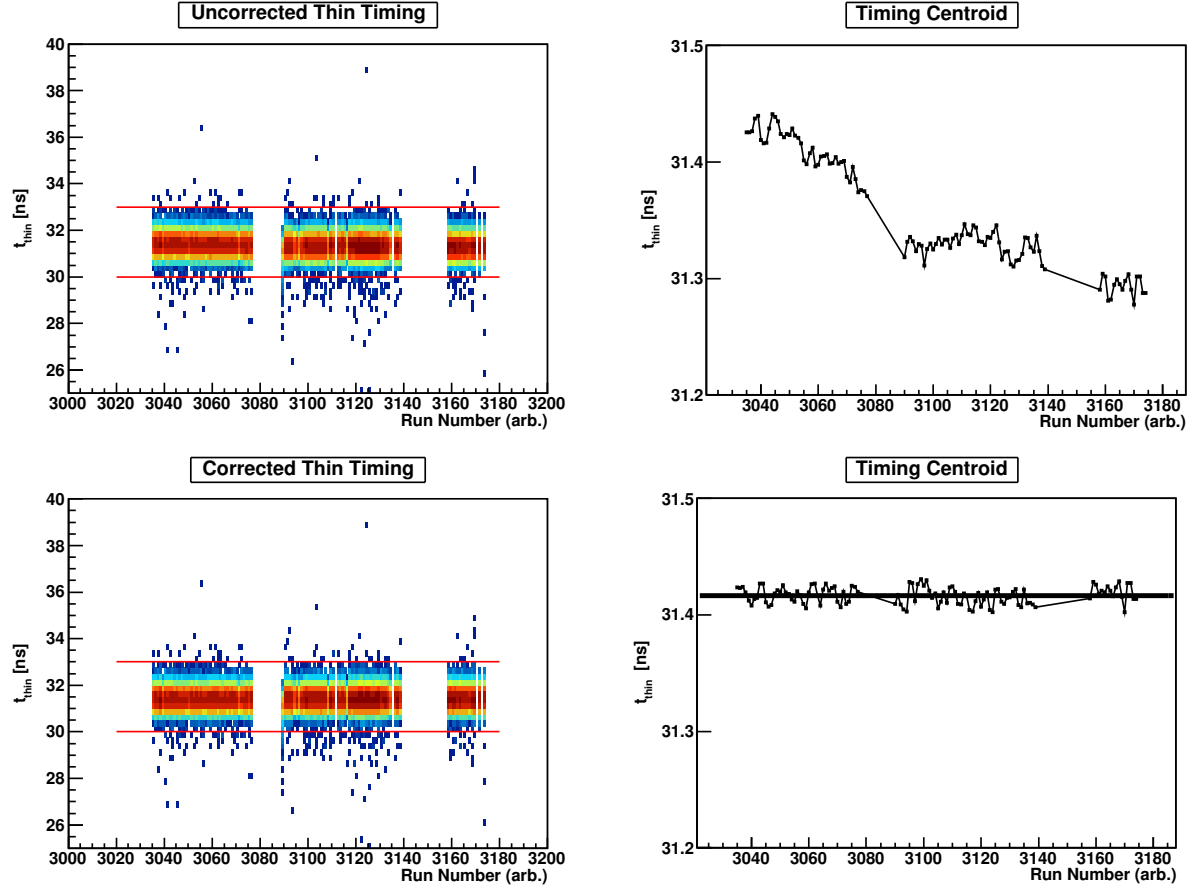 Uncorrected Thin Timing
t_thin [ns]
40
38
36
34
32
30
28
26
3000 3020 3040 3060 3080 3100 3120 3140 3160 3180 3200
Run Number (arb.)
Timing Centroid
t_thin [ns]
31.5
31.4
31.3
31.2
3040 3060 3080 3100 3120 3140 3160 3180
Run Number (arb.)
Corrected Thin Timing
t_thin [ns]
40
38
36
34
32
30
28
26
3000 3020 3040 3060 3080 3100 3120 3140 3160 3180 3200
Run Number (arb.)
Timing Centroid
t_thin [ns]
31.5
31.4
31.3
31.2
3040 3060 3080 3100 3120 3140 3160 3180
Run Number (arb.)